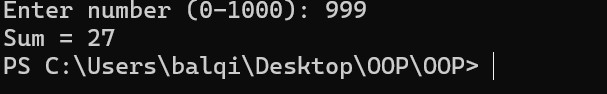 Enter number (0-1000): 999
Sum = 27
PS C:\Users\balqi\Desktop\OOP\OOP>